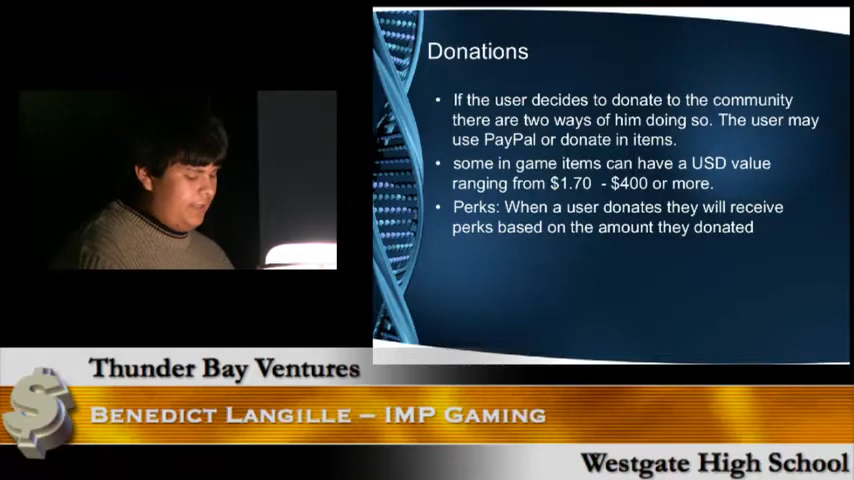 Donations
• If the user decides to donate to the community
there are two ways of him doing so. The user may
use PayPal or donate in items.
• some in game items can have a USD value
ranging from $1.70 - $400 or more.
• Perks: When a user donates they will receive
perks based on the amount they donated
Thunder Bay Ventures
$
Benedict Langille – IMP Gaming
Westgate High School